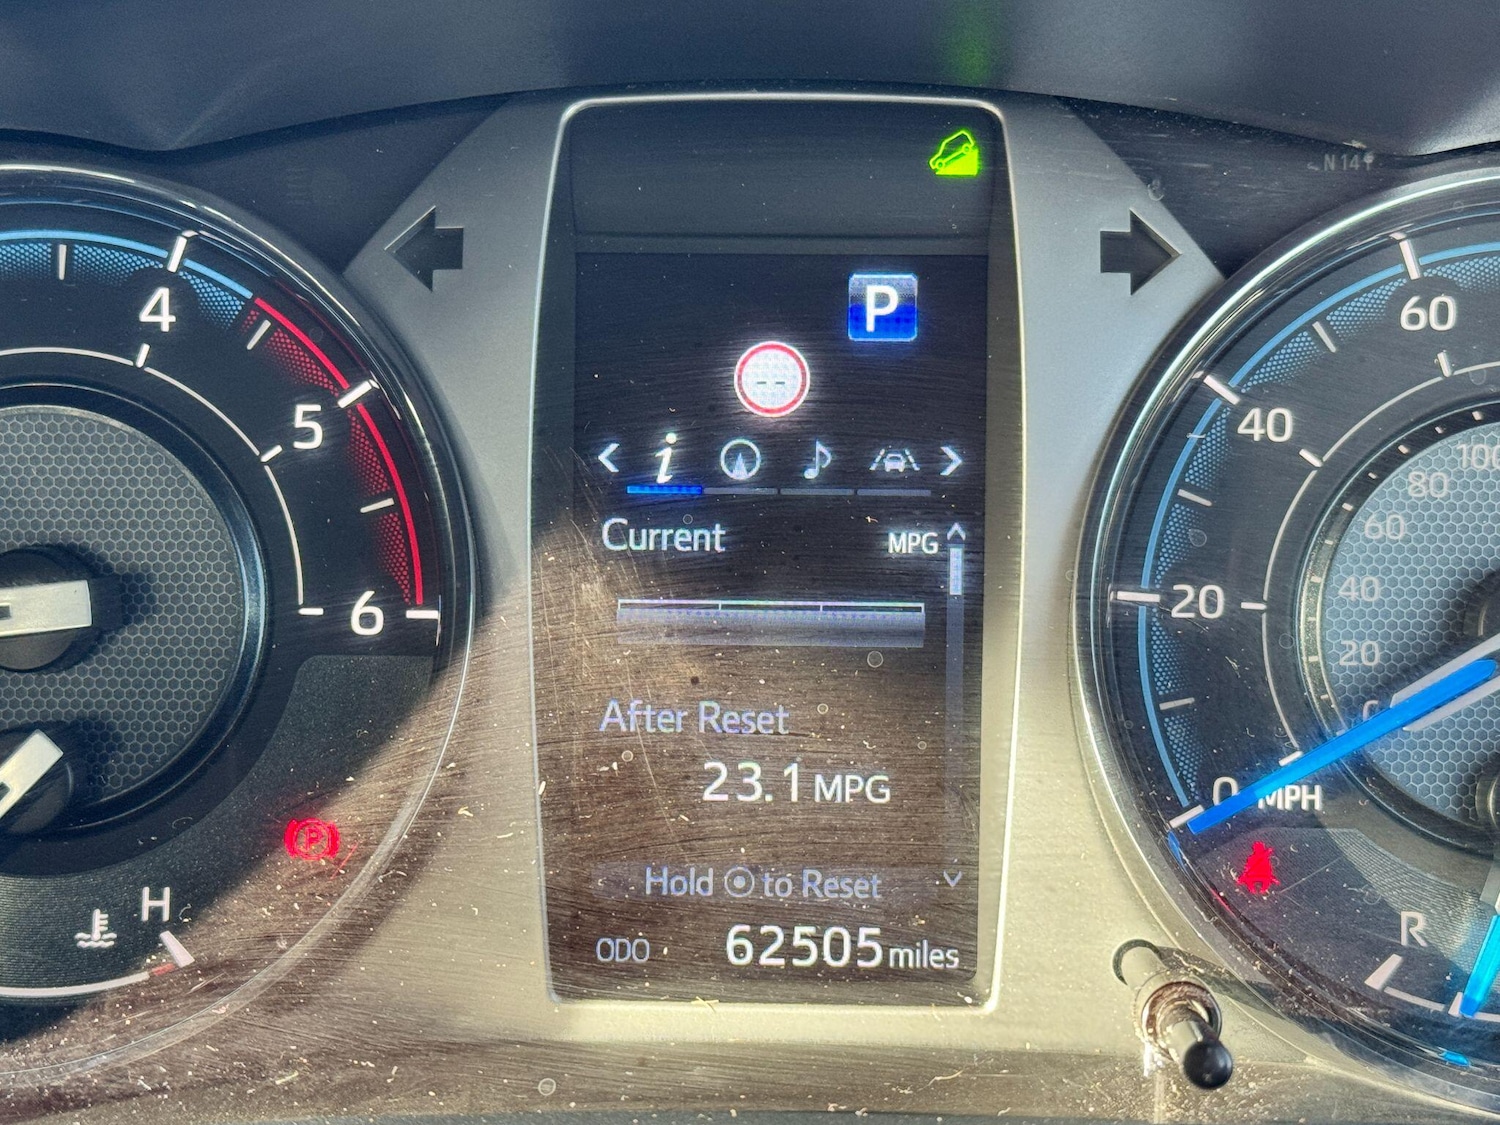 4
5
6
H
P
P
i
Current MPG
After Reset
23.1 MPG
Hold to Reset
ODO 62505 miles
60
40
20
0 MPH
100
80
60
40
20
R